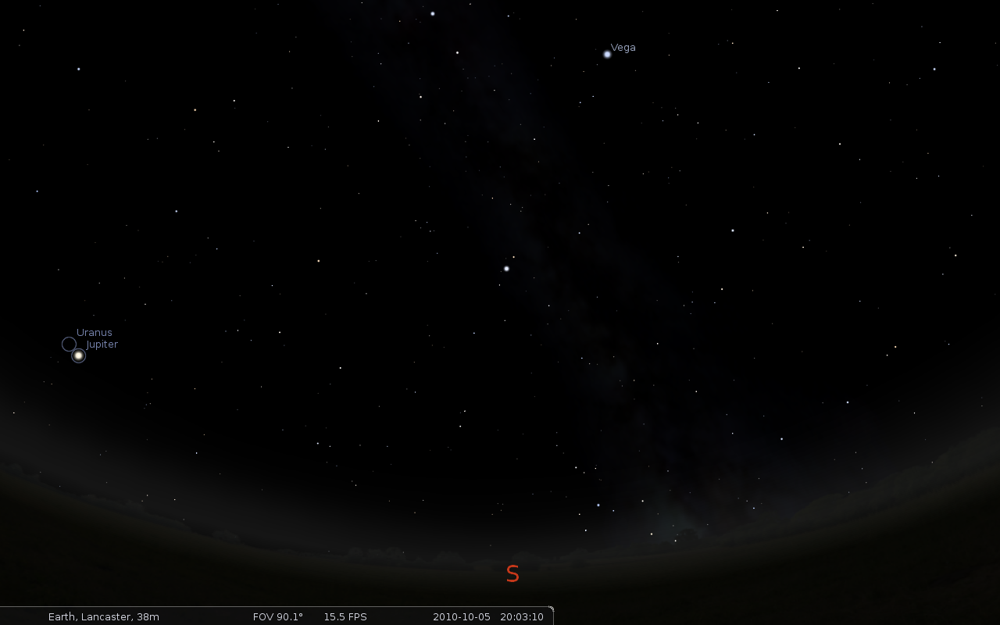 Vega
Uranus
Jupiter
S
Earth, Lancaster, 38m FOV 90.1° 15.5 FPS 2010-10-05 20:03:10